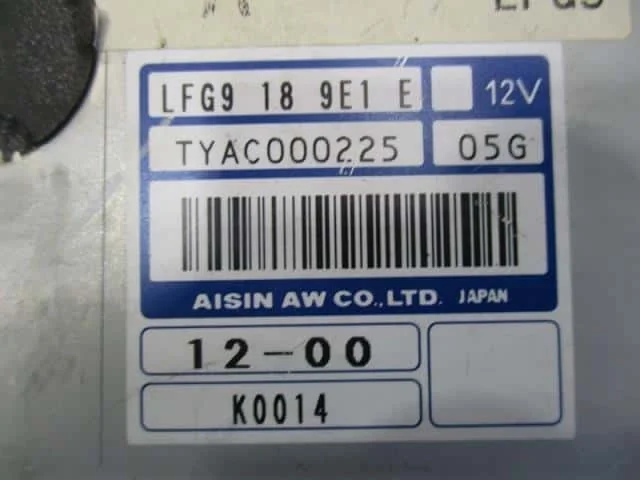 LFG9 18 9E1 E 12V
TYAC000225 05G
AISIN AW CO.,LTD. JAPAN
12-00
K0014